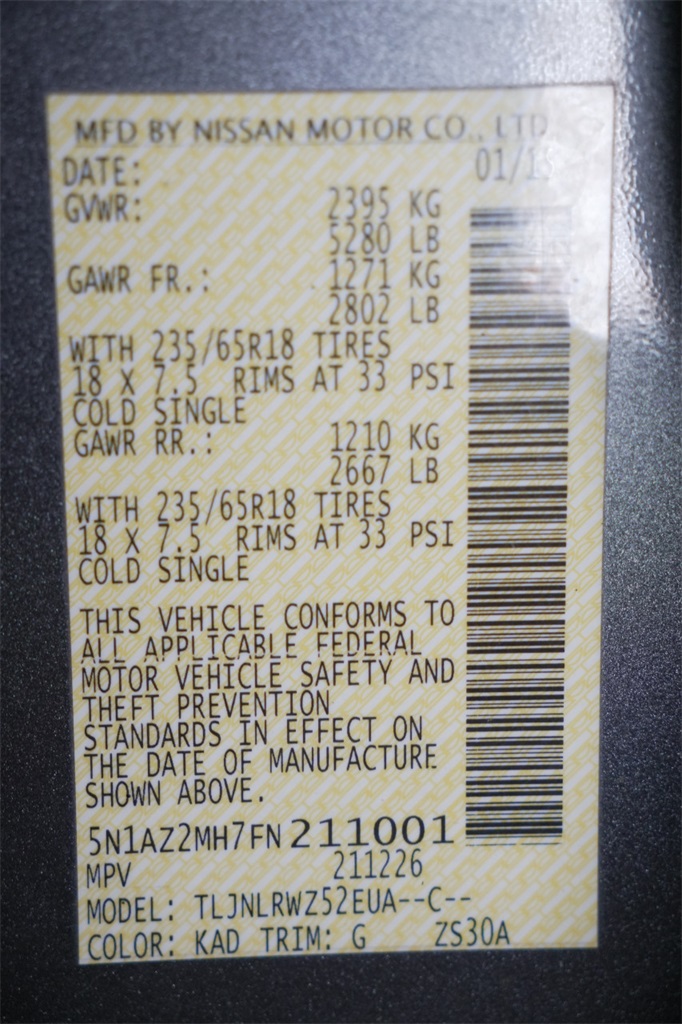 MFD BY NISSAN MOTOR CO., LTD
DATE:
GVWR: 2395 KG
5280 LB
GAWR FR.: 1271 KG
2802 LB
WITH 235/65R18 TIRES
18 X 7.5 RIMS AT 33 PSI
COLD SINGLE
GAWR RR.: 1210 KG
2667 LB
WITH 235/65R18 TIRES
18 X 7.5 RIMS AT 33 PSI
COLD SINGLE
THIS VEHICLE CONFORMS TO
ALL APPLICABLE FEDERAL
MOTOR VEHICLE SAFETY AND
THEFT PREVENTION
STANDARDS IN EFFECT ON
THE DATE OF MANUFACTURE
SHOWN ABOVE.
5N1AZ2MH7FN211001
MPV 211226
MODEL: TLJNLRWZ52EUA--C--
COLOR: KAD TRIM: G ZS30A